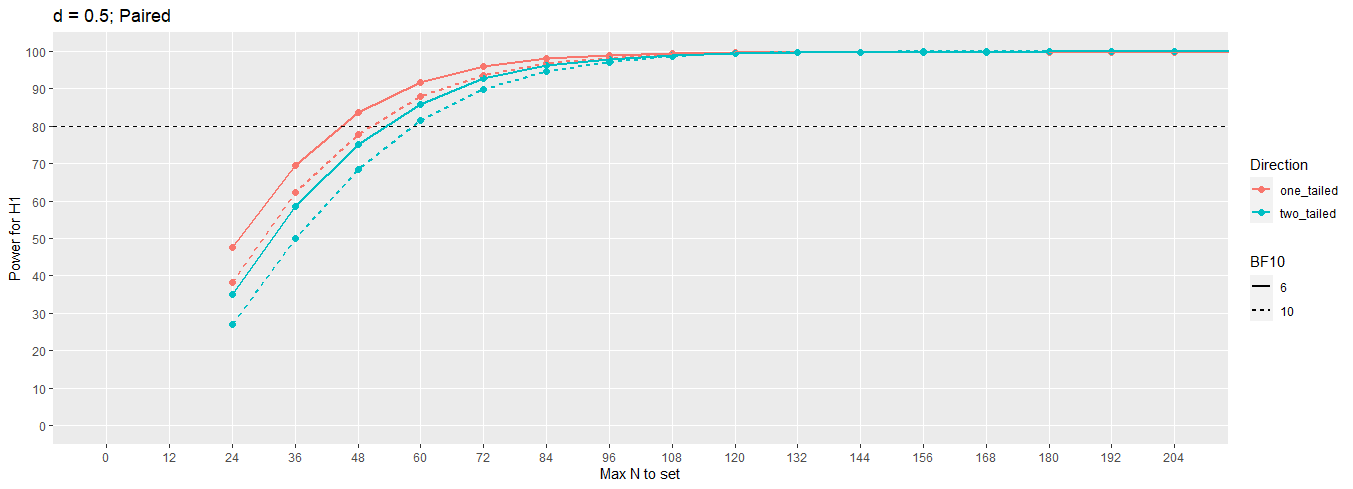 d = 0.5; Paired
Power for H1
100
90
80
70
60
50
40
30
20
10
0
0 12 24 36 48 60 72 84 96 108 120 132 144 156 168 180 192 204
Max N to set
Direction
one_tailed
two_tailed
BF10
6
10